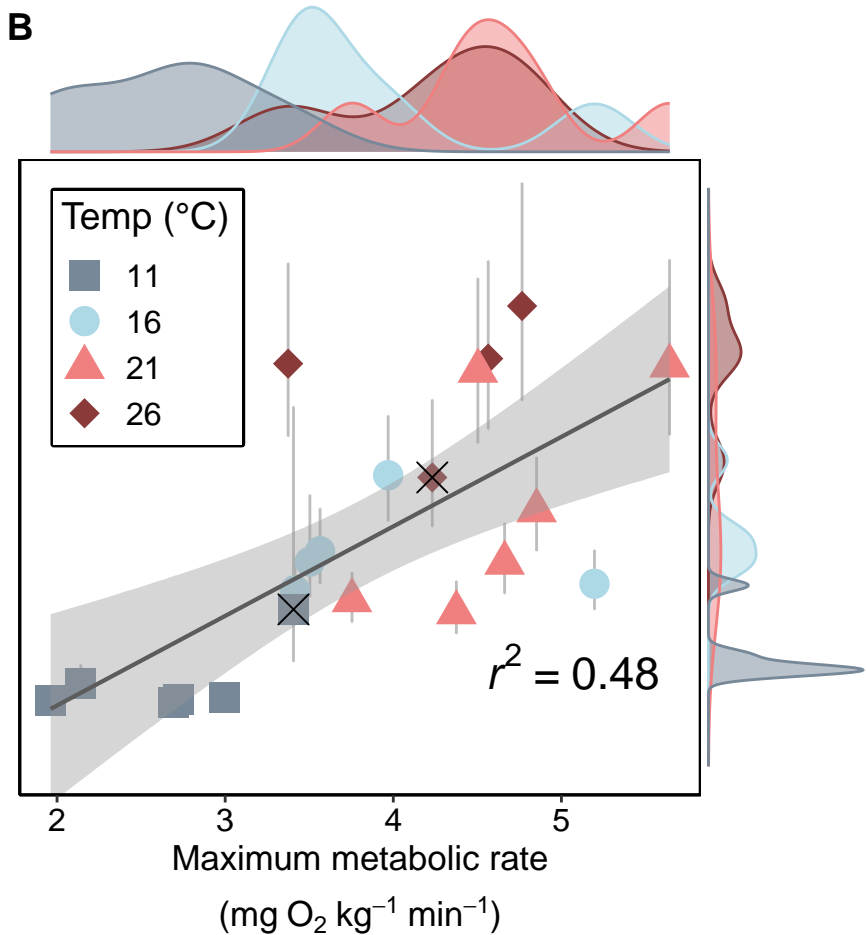 B
Temp (°C)
11
16
21
26
r² = 0.48
2 3 4 5
Maximum metabolic rate
(mg O₂ kg⁻¹ min⁻¹)